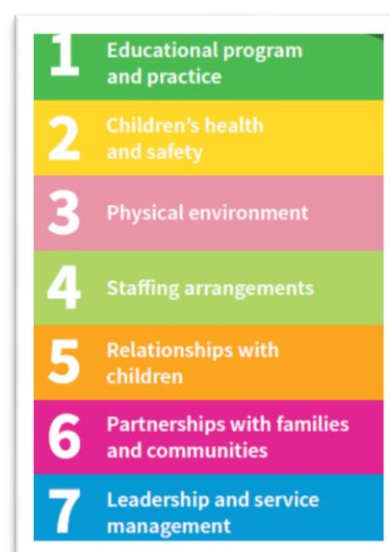 1 Educational program
and practice
2 Children's health
and safety
3 Physical environment
4 Staffing arrangements
5 Relationships with
children
6 Partnerships with families
and communities
7 Leadership and service
management